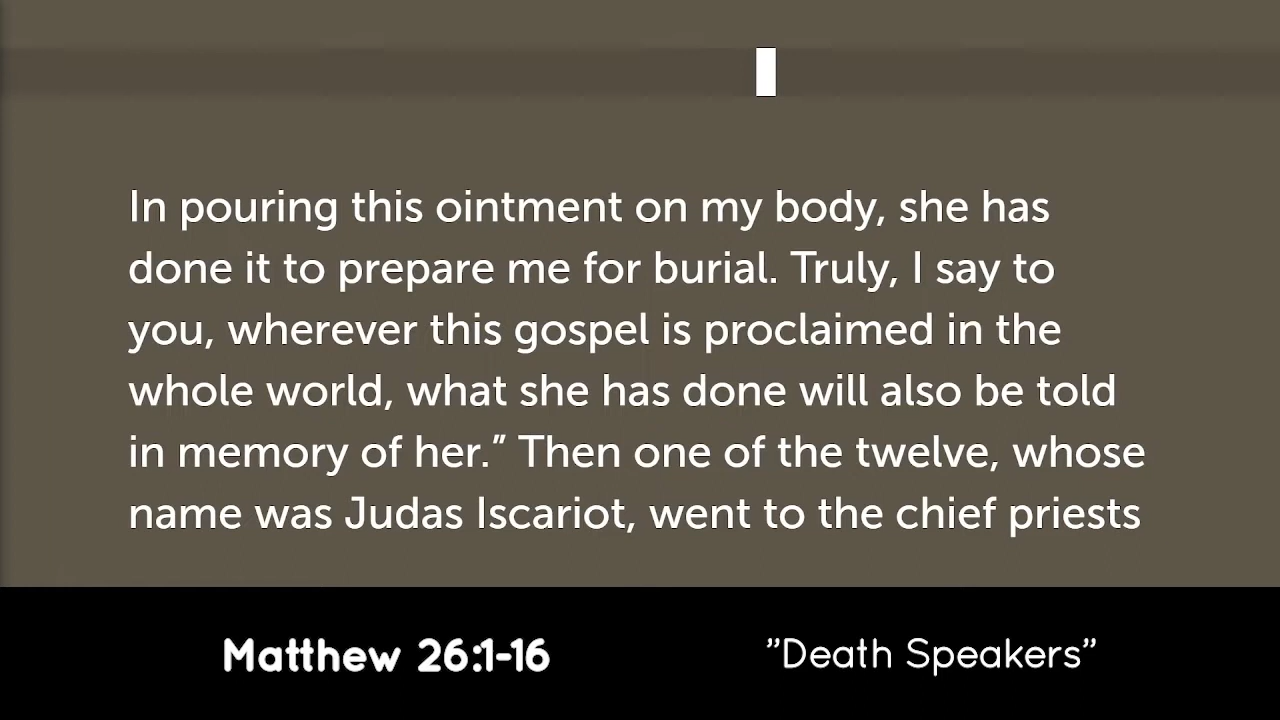 In pouring this ointment on my body, she has
done it to prepare me for burial. Truly, I say to
you, wherever this gospel is proclaimed in the
whole world, what she has done will also be told
in memory of her.” Then one of the twelve, whose
name was Judas Iscariot, went to the chief priests
Matthew 26:1-16
”Death Speakers”